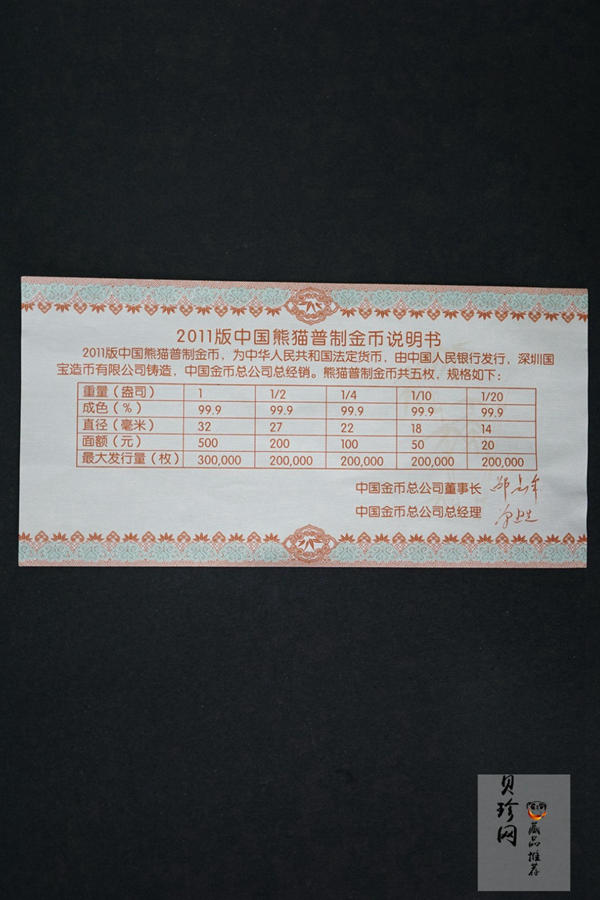 2011版中国熊猫普制金币说明书
2011版中国熊猫普制金币，为中华人民共和国法定货币，由中国人民银行发行，深圳国
宝造币有限公司铸造，中国金币总公司总经销。熊猫普制金币共五枚，规格如下：
重量（盎司） 1 1/2 1/4 1/10 1/20
成色（%） 99.9 99.9 99.9 99.9 99.9
直径（毫米） 32 27 22 18 14
面额（元） 500 200 100 50 20
最大发行量（枚） 300,000 200,000 200,000 200,000 200,000
中国金币总公司董事长
中国金币总公司总经理
贝珍网
藏品推荐